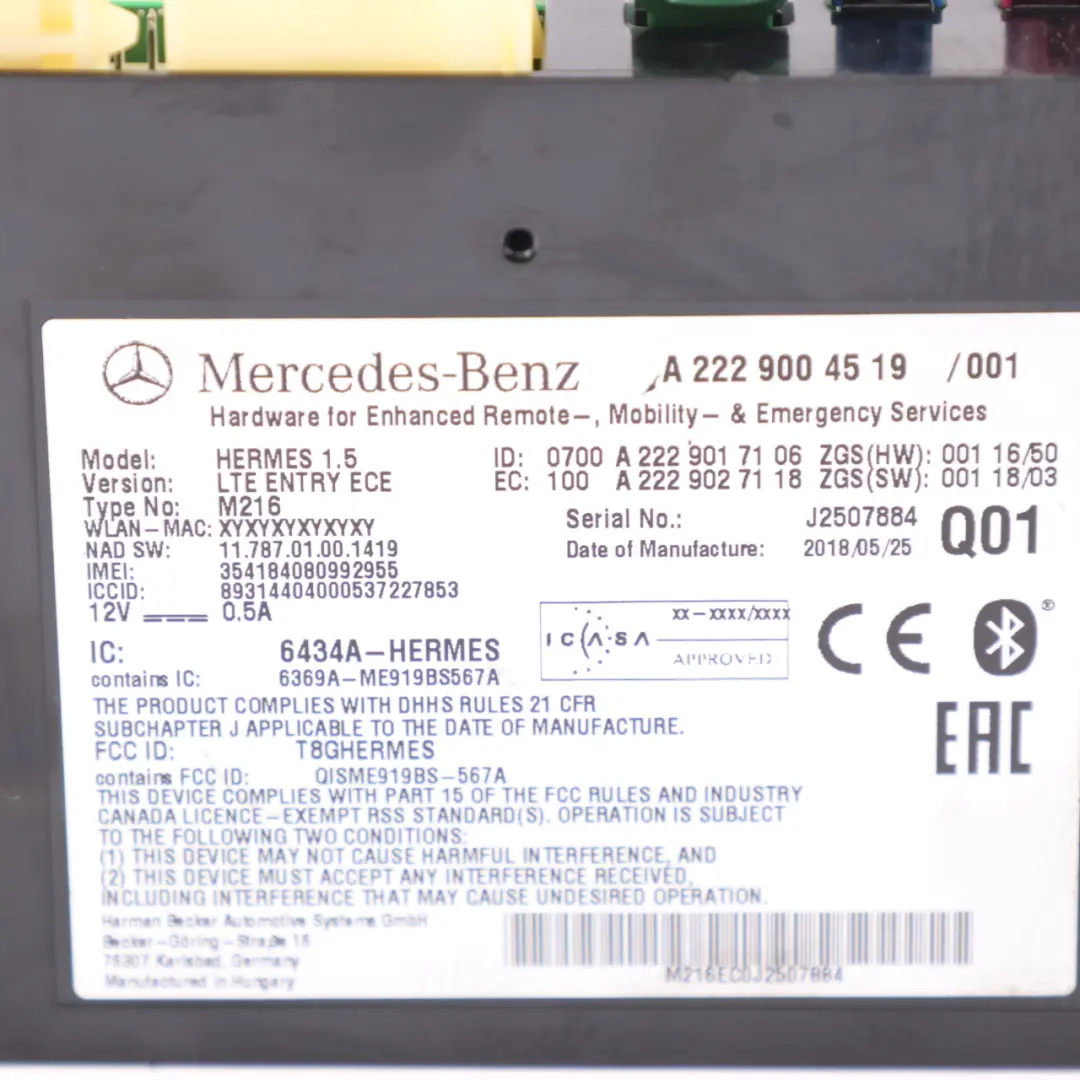 Mercedes-Benz A 222 900 45 19 /001
Hardware for Enhanced Remote-, Mobility- & Emergency Services
Model: HERMES 1.5 ID: 0700 A 222 901 71 06 ZGS(HW): 001 16/50
Version: LTE ENTRY ECE EC: 100 A 222 902 71 18 ZGS(SW): 001 18/03
Type No: M216
WLAN-MAC: XYXYXYXYXYXY Serial No.: J2507884 Q01
NAD SW: 11.787.01.00.1419 Date of Manufacture: 2018/05/25
IMEI: 354184080992955
ICCID: 89314404000537227853
12V 0.5A
ICASA XX-XXXX/XXXX
APPROVED
CE
IC: 6434A-HERMES
contains IC: 6369A-ME919BS567A
THE PRODUCT COMPLIES WITH DHHS RULES 21 CFR
SUBCHAPTER J APPLICABLE TO THE DATE OF MANUFACTURE.
EAC
FCC ID: T8GHERMES
contains FCC ID: QISME919BS-567A
THIS DEVICE COMPLIES WITH PART 15 OF THE FCC RULES AND INDUSTRY
CANADA LICENCE-EXEMPT RSS STANDARD(S). OPERATION IS SUBJECT
TO THE FOLLOWING TWO CONDITIONS:
(1) THIS DEVICE MAY NOT CAUSE HARMFUL INTERFERENCE, AND
(2) THIS DEVICE MUST ACCEPT ANY INTERFERENCE RECEIVED,
INCLUDING INTERFERENCE THAT MAY CAUSE UNDESIRED OPERATION.
Harman Becker Automotive Systems GmbH
Becker-Göring-Straße 16
76307 Karlsbad, Germany
Manufactured in Hungary
M216EC0J2507884